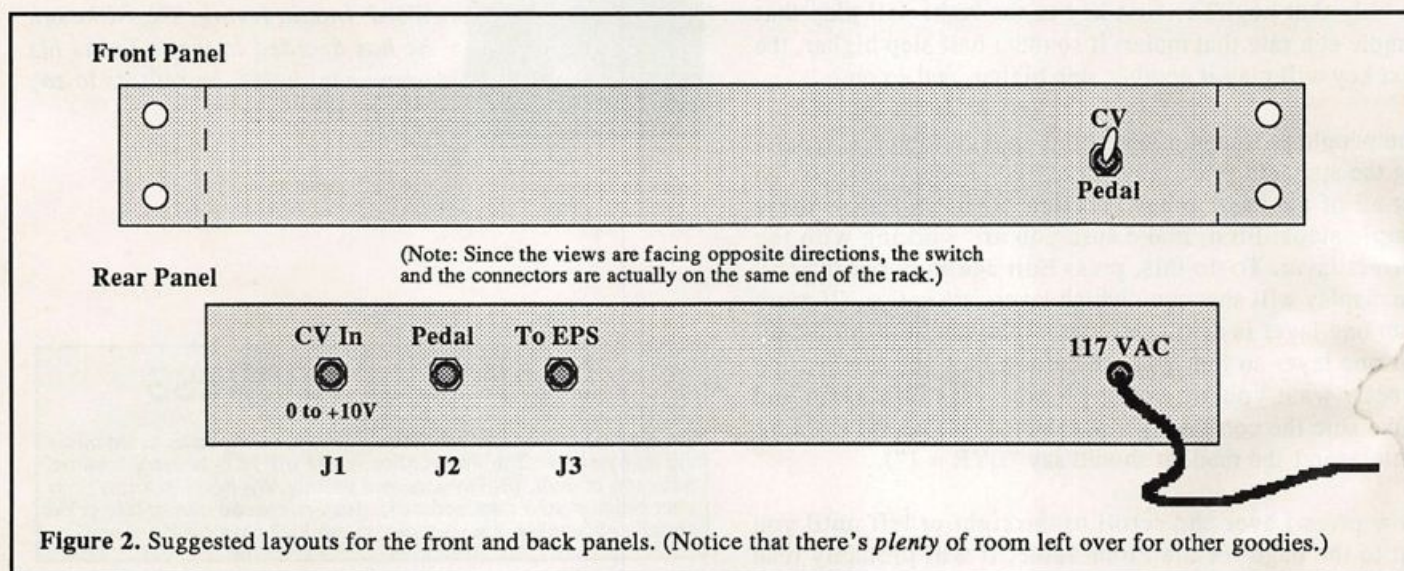 Front Panel
CV
Pedal
(Note: Since the views are facing opposite directions, the switch
and the connectors are actually on the same end of the rack.)
Rear Panel
CV In
Pedal
To EPS
117 VAC
0 to +10V
J1
J2
J3
Figure 2. Suggested layouts for the front and back panels. (Notice that there's plenty of room left over for other goodies.)